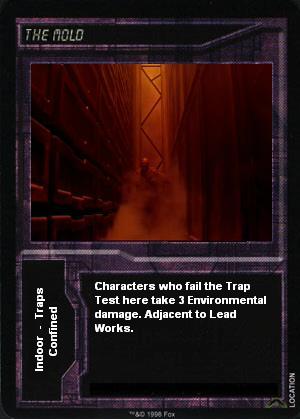 THE MOLD
Characters who fail the Trap
Test here take 3 Environmental
damage. Adjacent to Lead
Works.
Indoor - Traps
Confined
LOCATION
™&© 1998 Fox